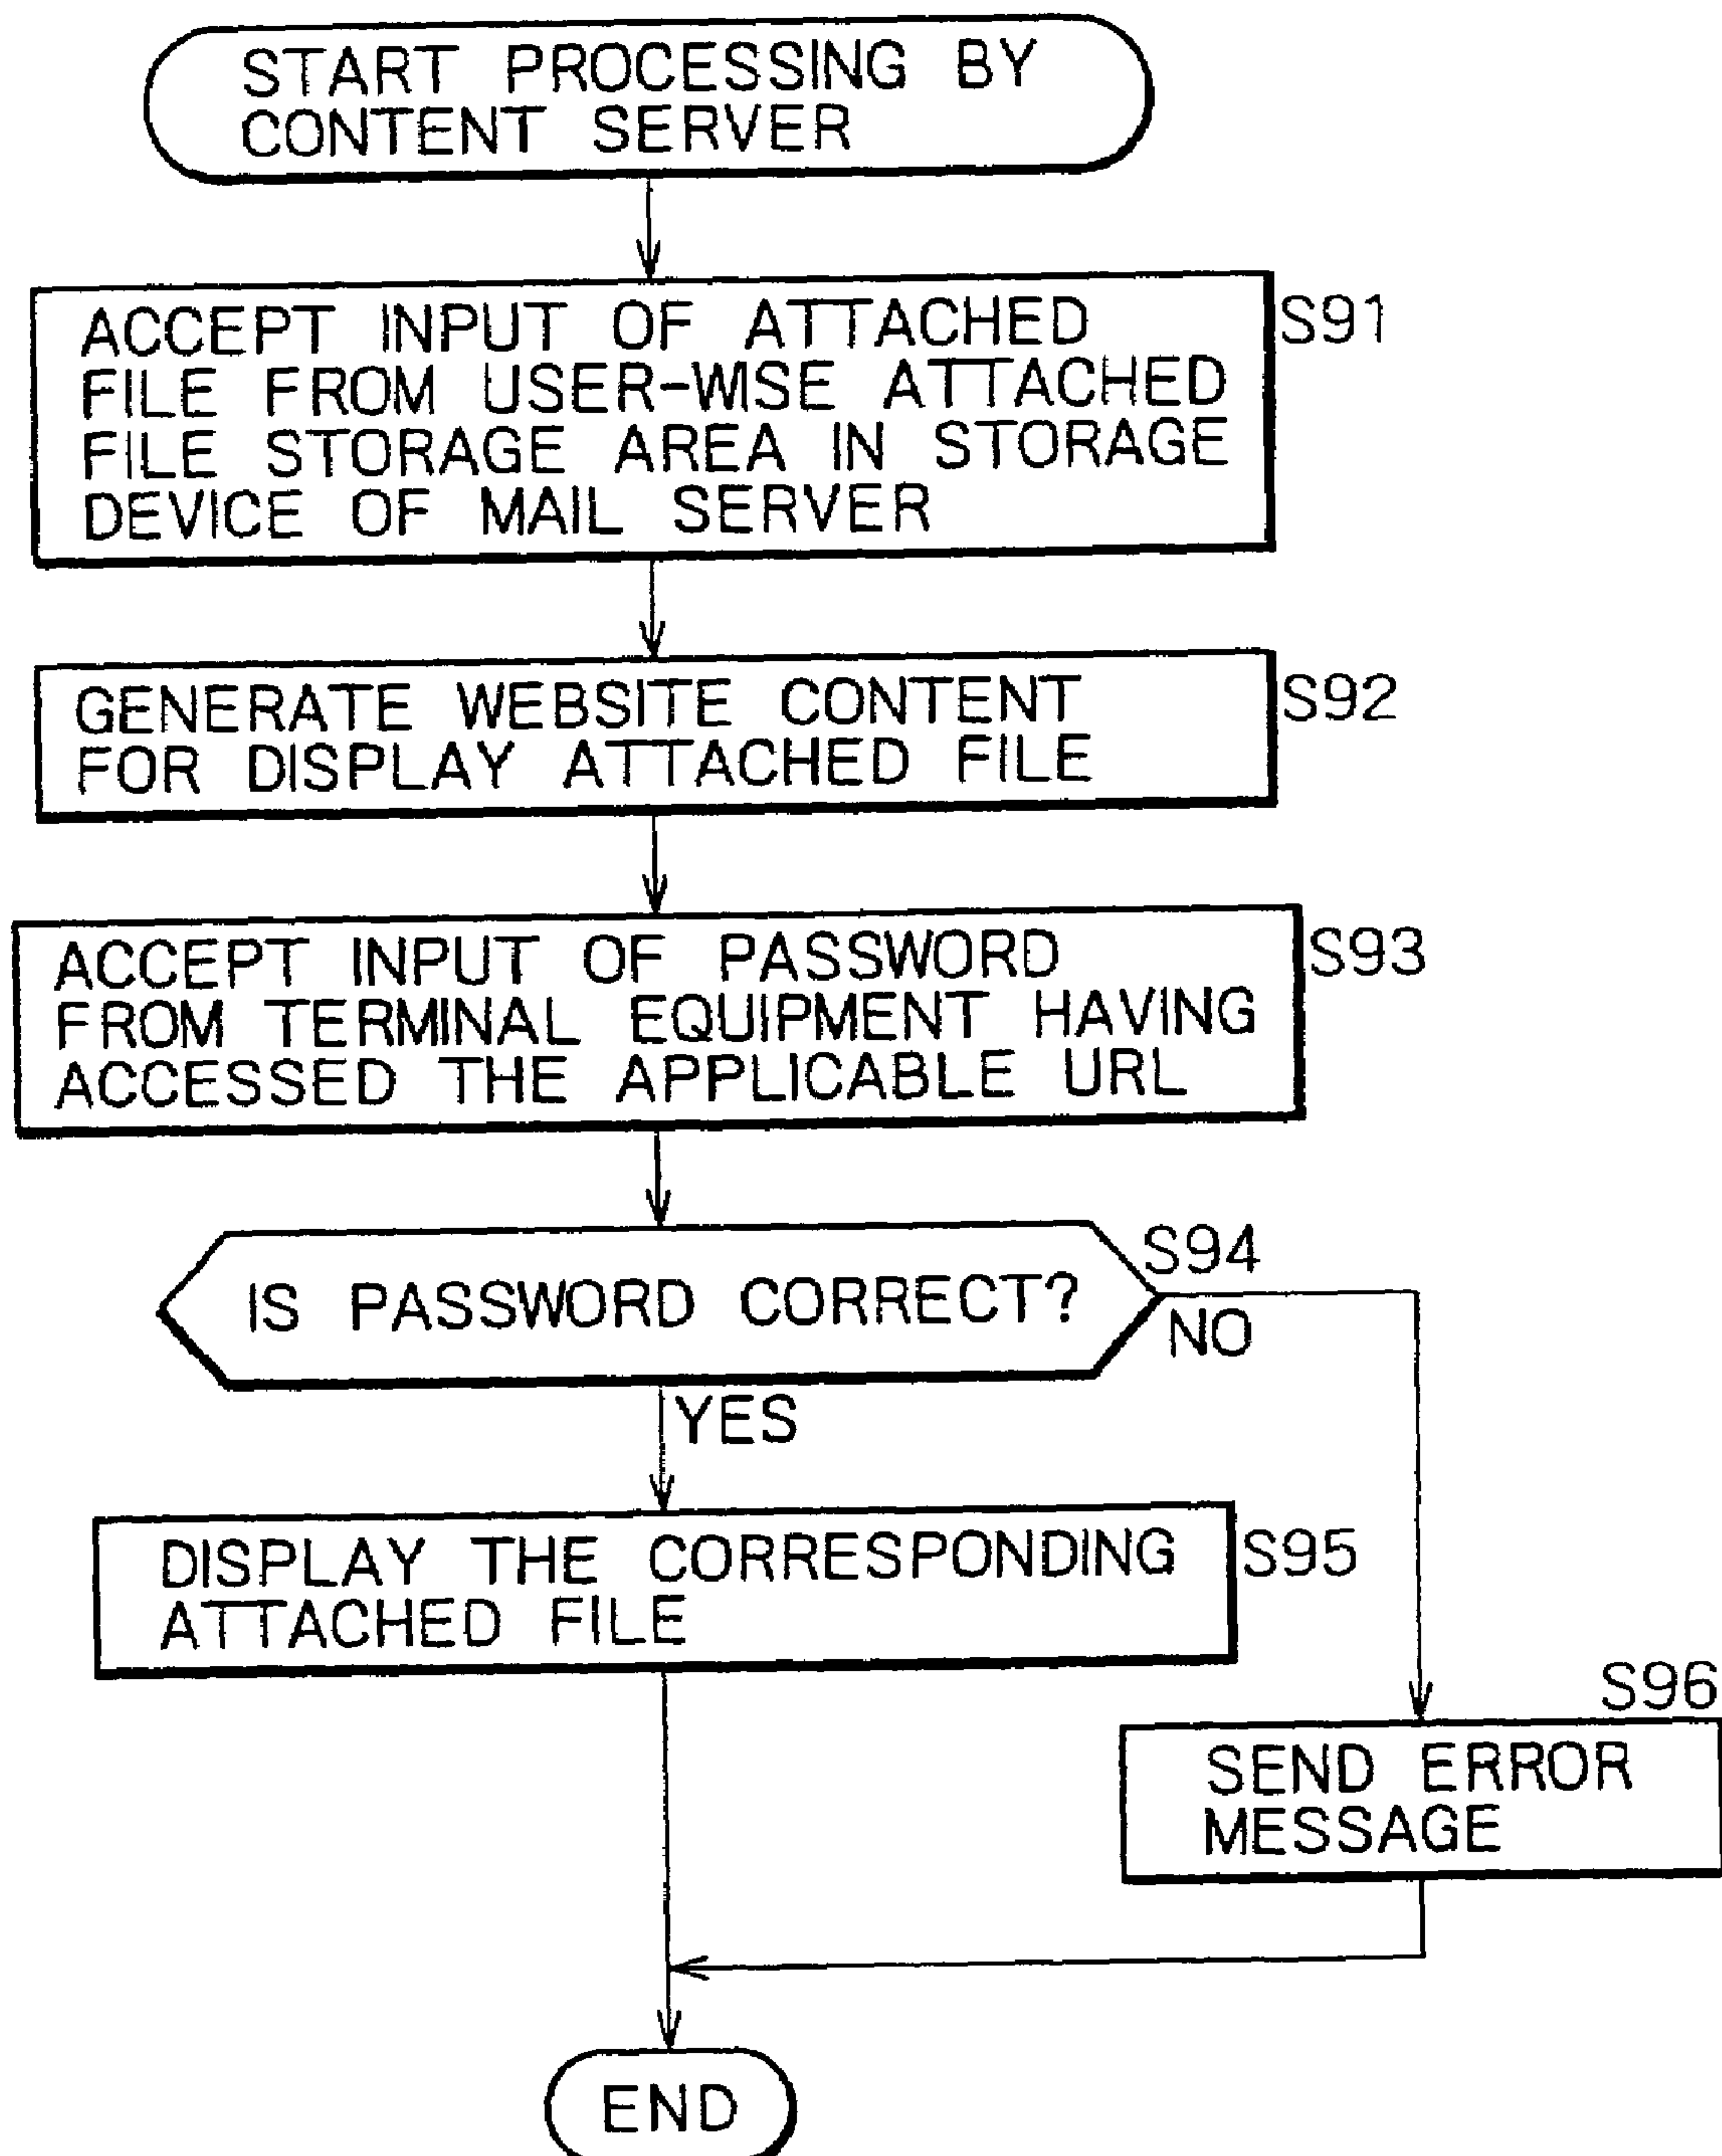 START PROCESSING BY
CONTENT SERVER
ACCEPT INPUT OF ATTACHED
FILE FROM USER-WISE ATTACHED
FILE STORAGE AREA IN STORAGE
DEVICE OF MAIL SERVER
S91
GENERATE WEBSITE CONTENT
FOR DISPLAY ATTACHED FILE
S92
ACCEPT INPUT OF PASSWORD
FROM TERMINAL EQUIPMENT HAVING
ACCESSED THE APPLICABLE URL
S93
IS PASSWORD CORRECT?
S94
NO
YES
DISPLAY THE CORRESPONDING
ATTACHED FILE
S95
S96
SEND ERROR
MESSAGE
END